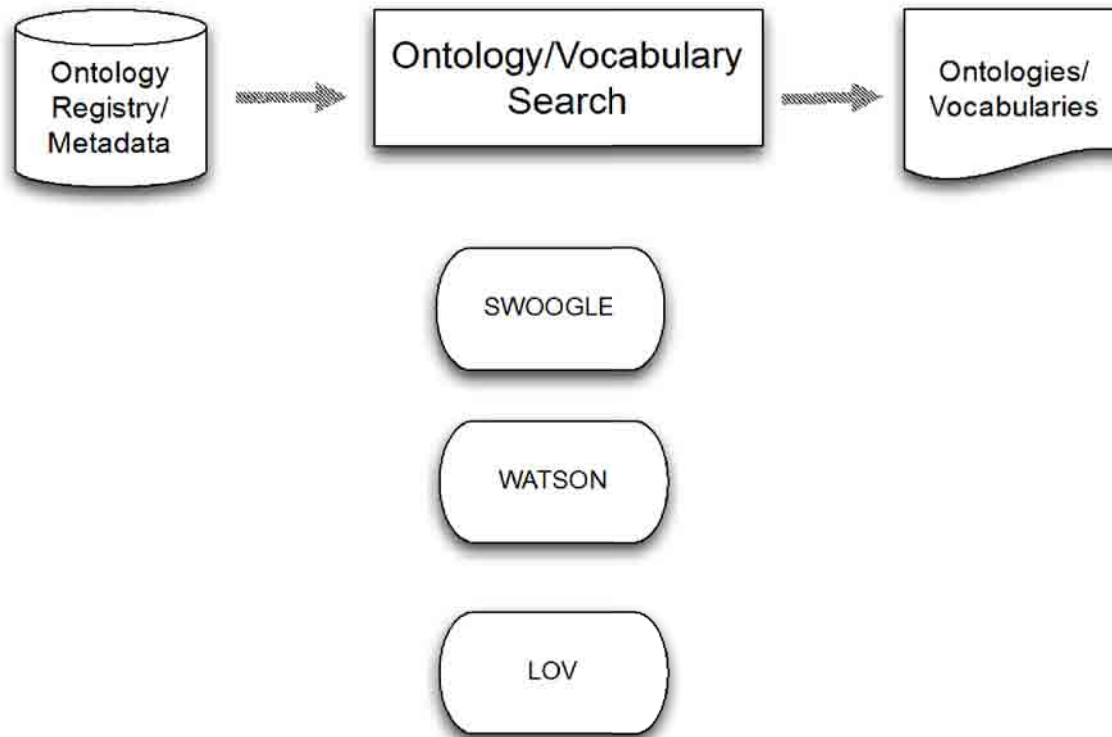 Ontology
Registry/
Metadata
Ontology/Vocabulary
Search
Ontologies/
Vocabularies
SWOOGLE
WATSON
LOV